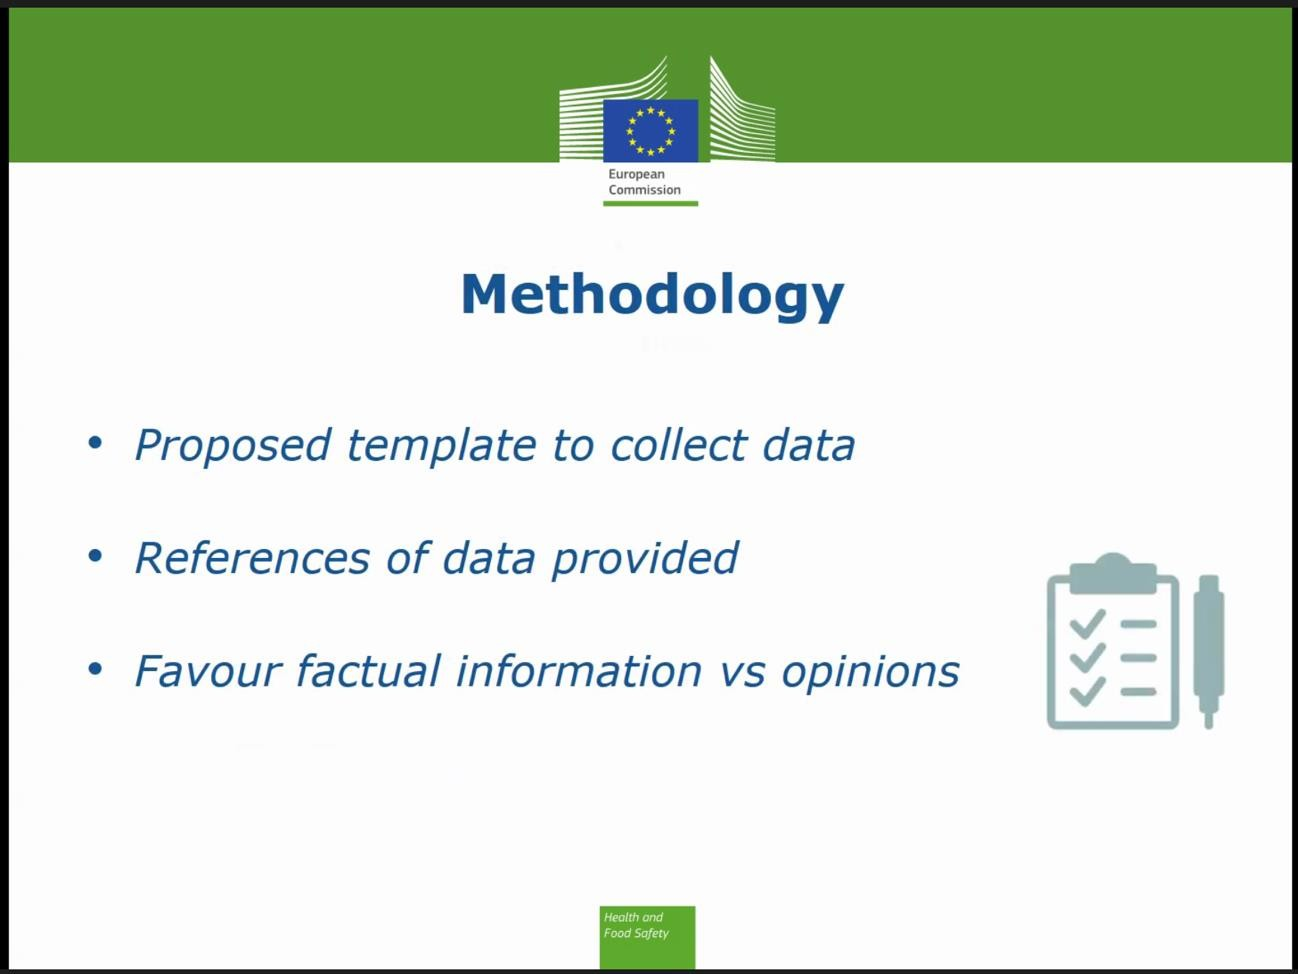 European
Commission
Methodology
• Proposed template to collect data
• References of data provided
• Favour factual information vs opinions
Health and
Food Safety